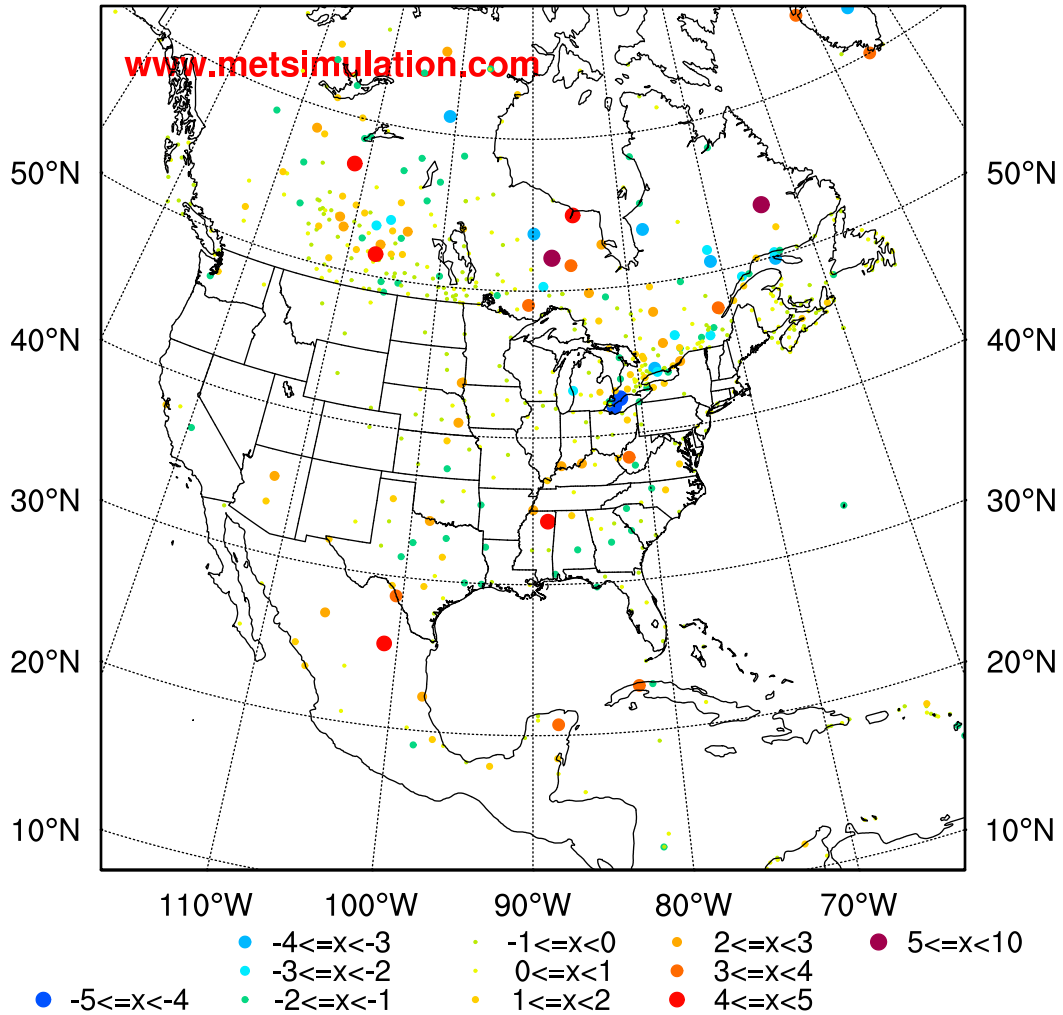 www.metsimulation.com
50°N 50°N
40°N 40°N
30°N 30°N
20°N 20°N
10°N 10°N
110°W 100°W 90°W 80°W 70°W
-4<=x<-3 -1<=x<0 2<=x<3 5<=x<10
-3<=x<-2 0<=x<1 3<=x<4
-5<=x<-4 -2<=x<-1 1<=x<2 4<=x<5